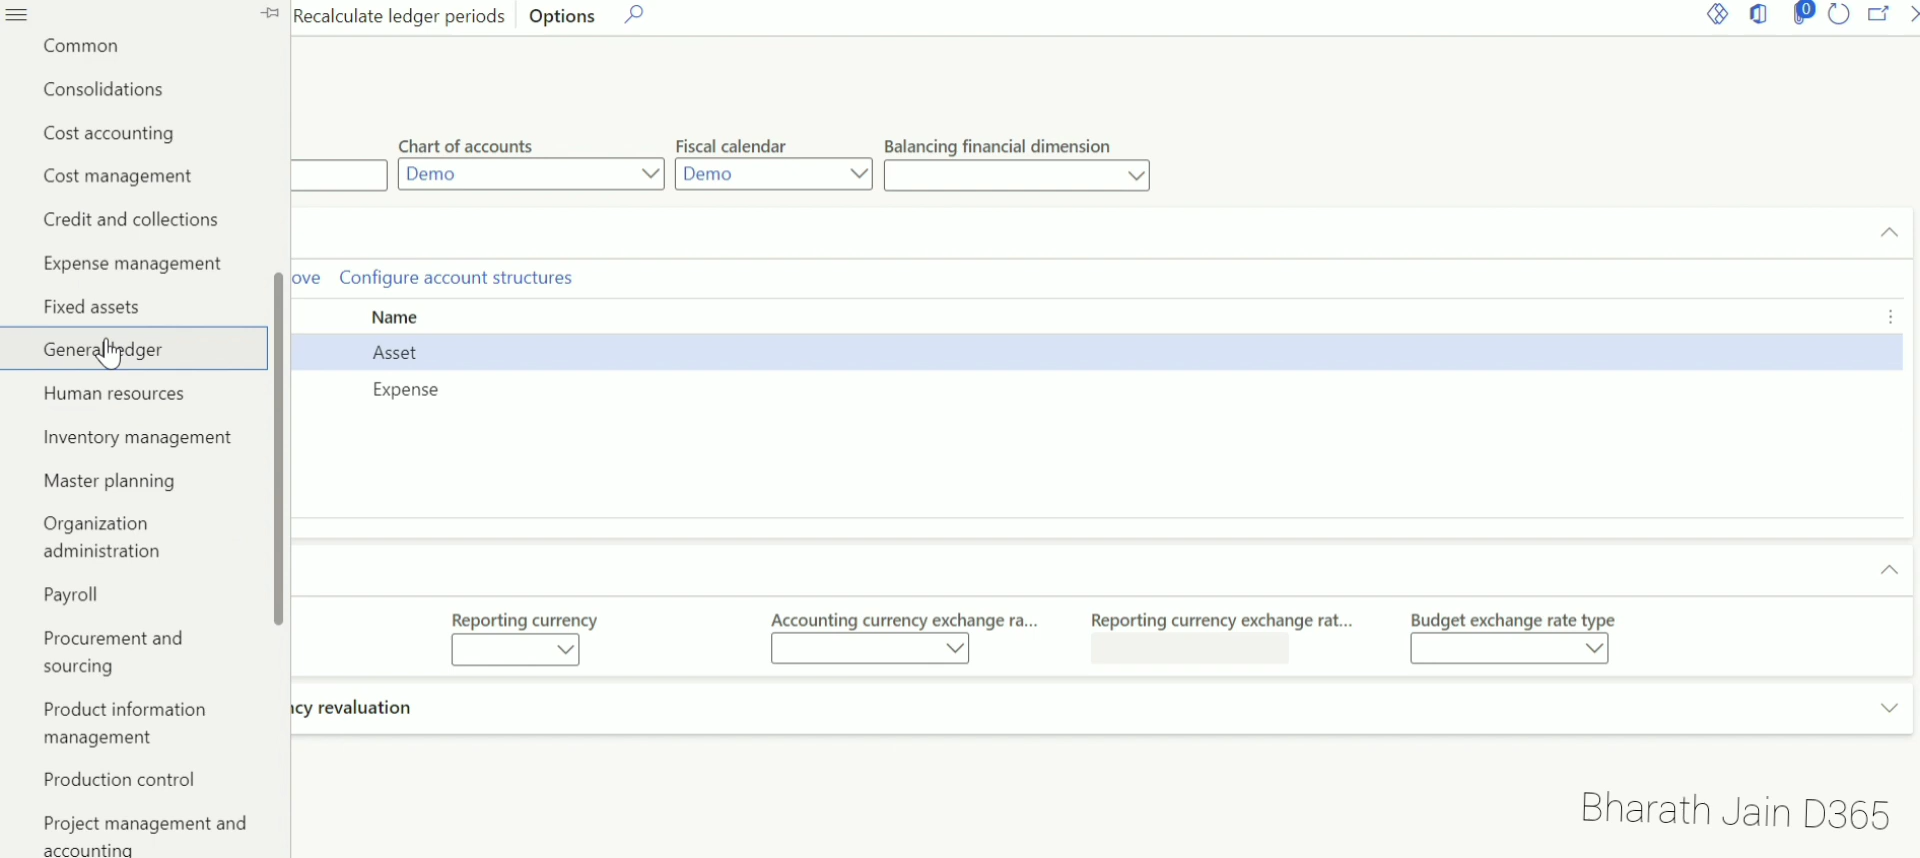 Recalculate ledger periods Options 0
Common
Consolidations
Cost accounting
Cost management
Credit and collections
Expense management
Fixed assets
General ledger
Human resources
Inventory management
Master planning
Organization
administration
Payroll
Procurement and
sourcing
Product information
management
Production control
Project management and
accounting
Chart of accounts Fiscal calendar Balancing financial dimension
Demo Demo
ove Configure account structures
Name
Asset
Expense
Reporting currency Accounting currency exchange ra... Reporting currency exchange rat... Budget exchange rate type
ncy revaluation
Bharath Jain D365